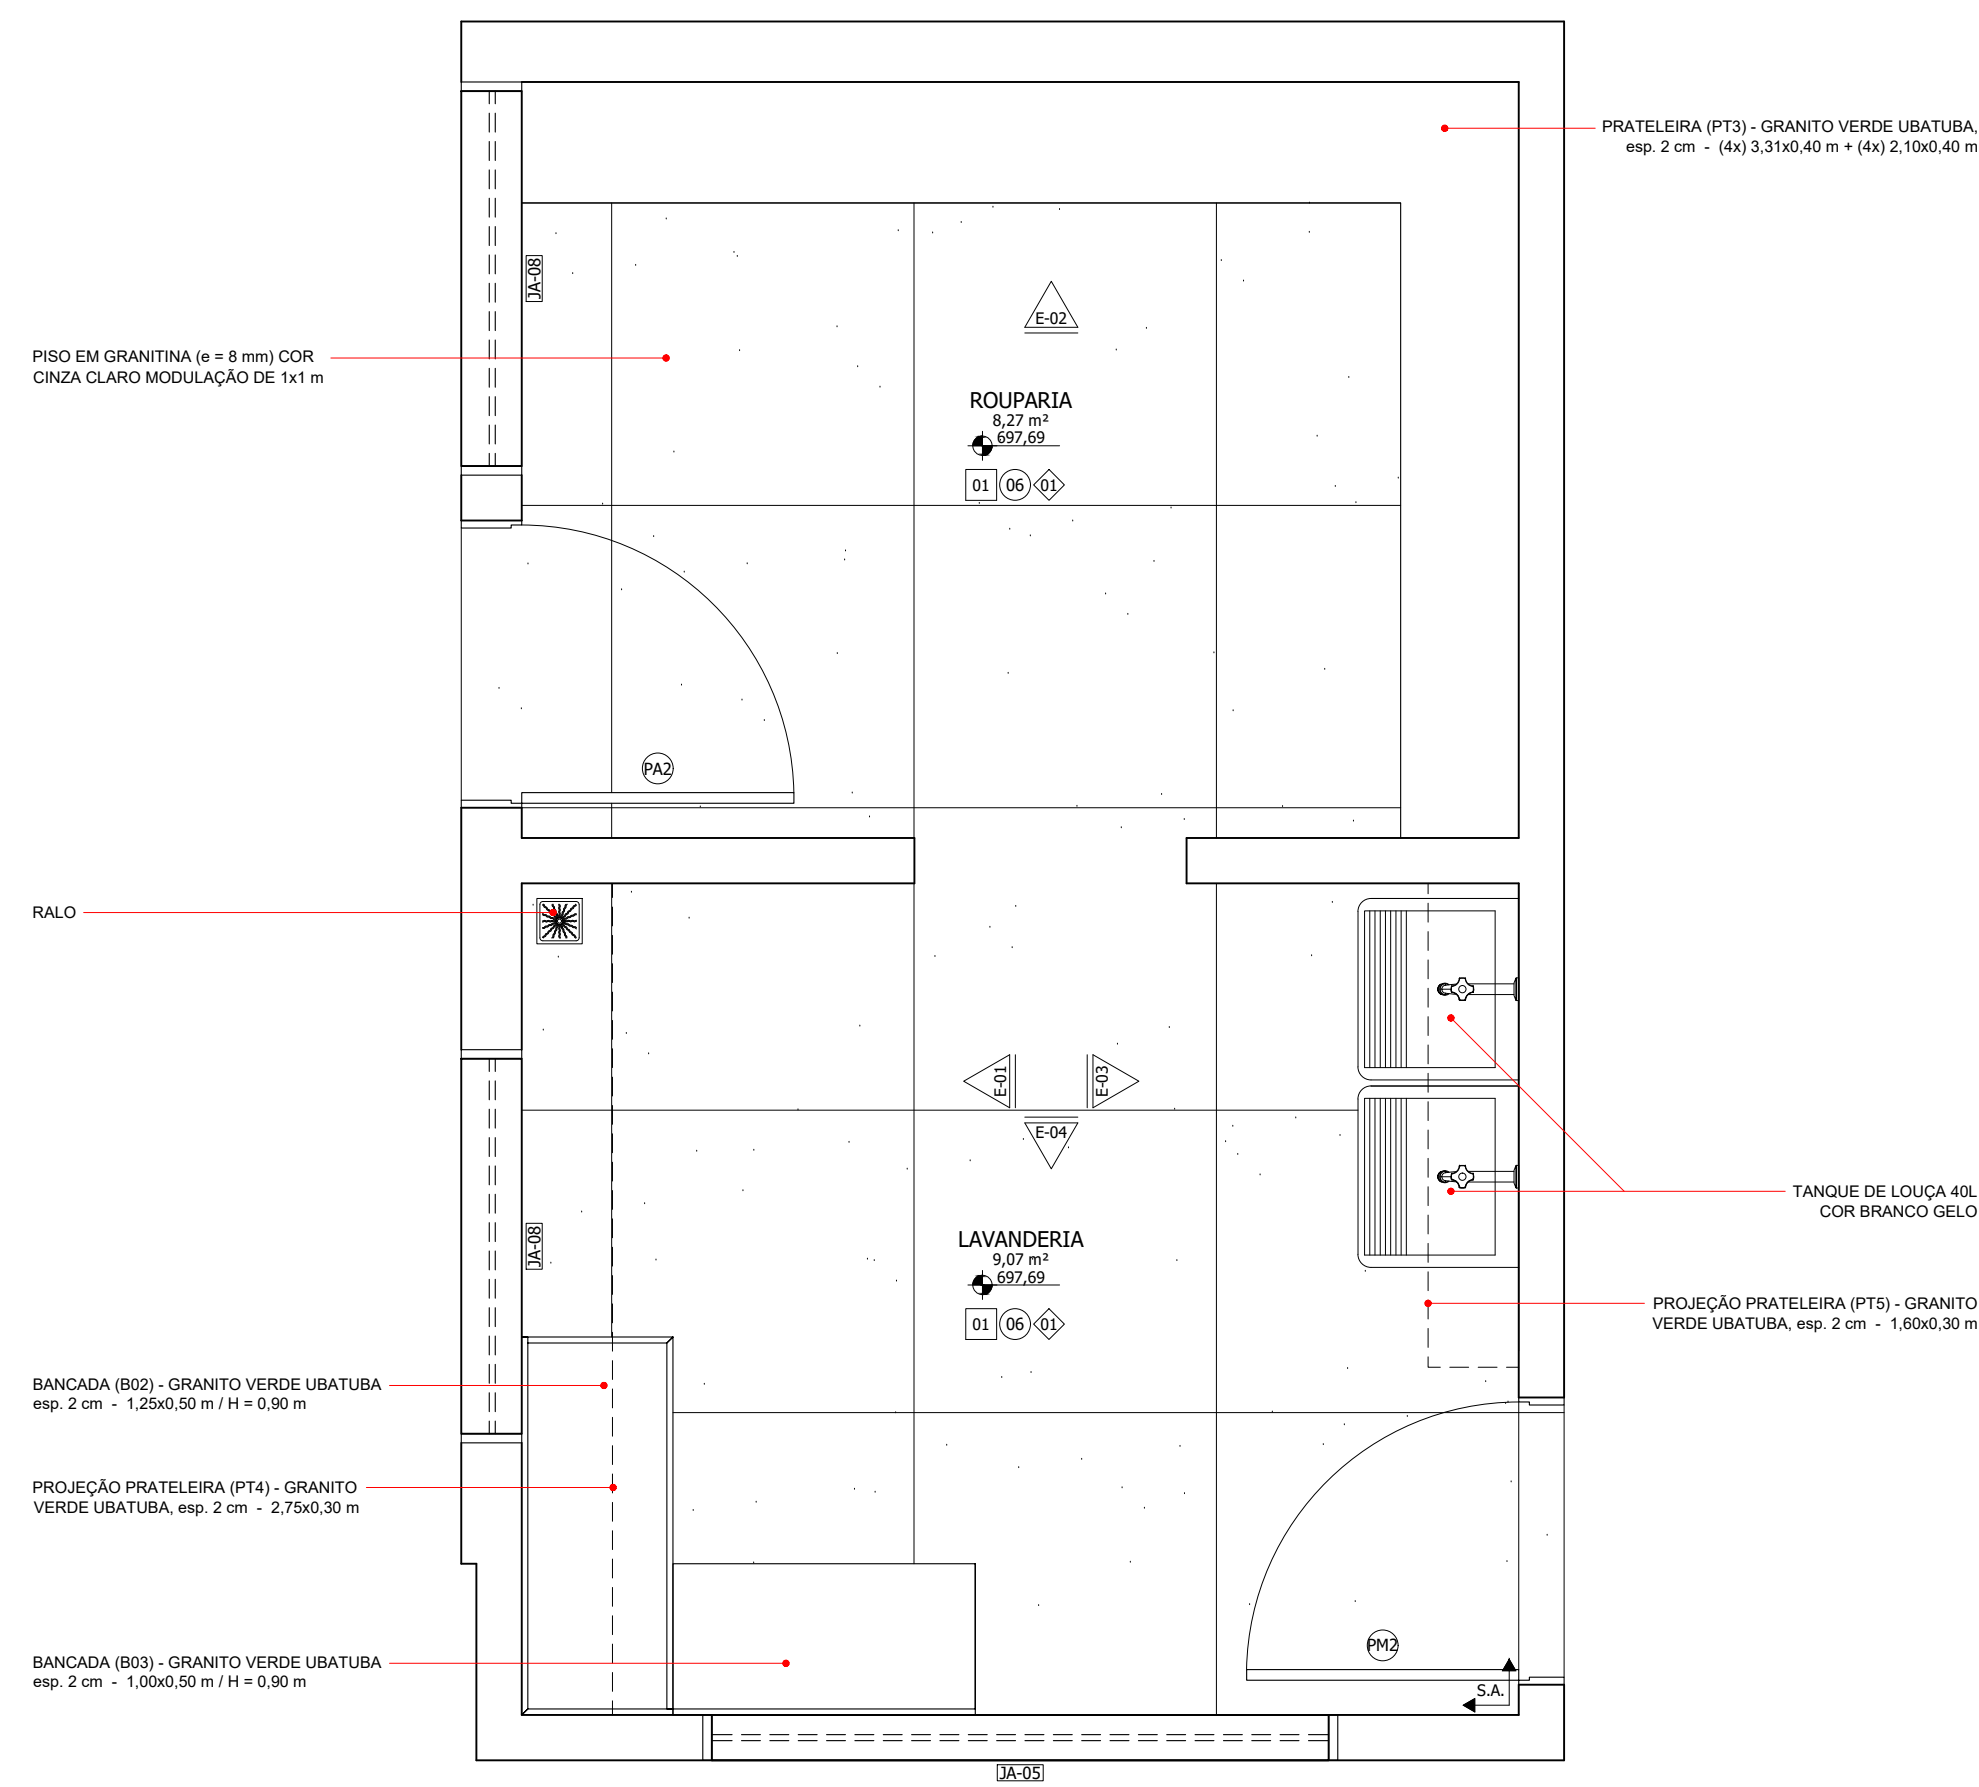 PRATELEIRA (PT3) - GRANITO VERDE UBATUBA,
esp. 2 cm - (4x) 3,31x0,40 m + (4x) 2,10x0,40 m
JA-08
E-02
PISO EM GRANITINA (e = 8 mm) COR
CINZA CLARO MODULAÇÃO DE 1x1 m
ROUPARIA
8,27 m²
697,69
01 06 01
PA2
RALO
E-01
E-03
E-04
TANQUE DE LOUÇA 40L
COR BRANCO GELO
JA-08
LAVANDERIA
9,07 m²
697,69
01 06 01
PROJEÇÃO PRATELEIRA (PT5) - GRANITO
VERDE UBATUBA, esp. 2 cm - 1,60x0,30 m
BANCADA (B02) - GRANITO VERDE UBATUBA
esp. 2 cm - 1,25x0,50 m / H = 0,90 m
PROJEÇÃO PRATELEIRA (PT4) - GRANITO
VERDE UBATUBA, esp. 2 cm - 2,75x0,30 m
PM2
BANCADA (B03) - GRANITO VERDE UBATUBA
esp. 2 cm - 1,00x0,50 m / H = 0,90 m
S.A.
JA-05